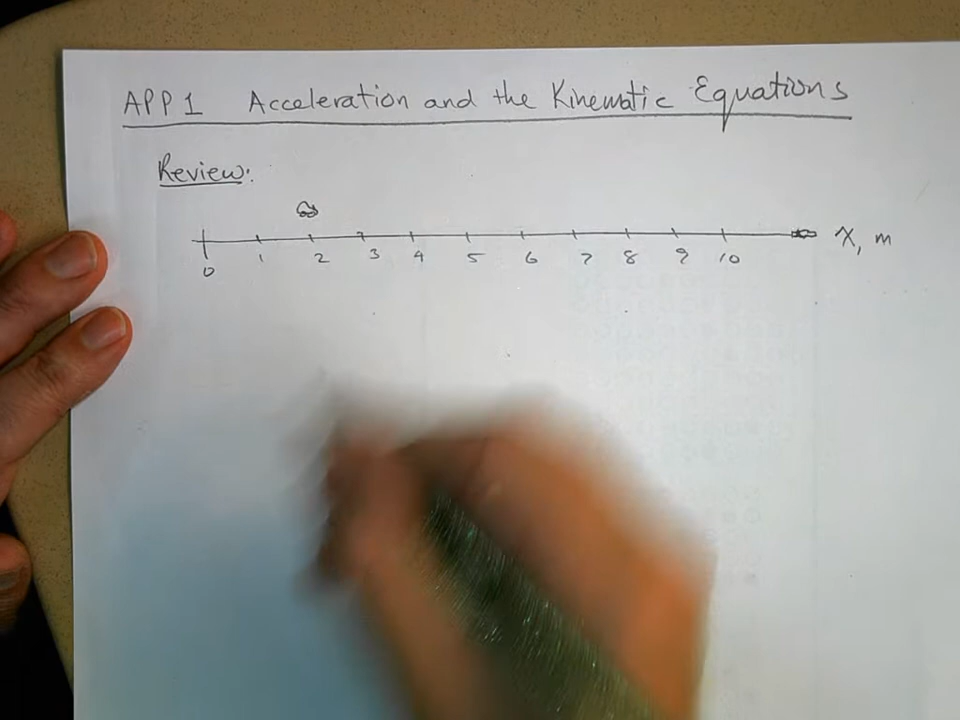 APP 1 Acceleration and the Kinematic Equations
Review:
X, m
0 1 2 3 4 5 6 7 8 9 10